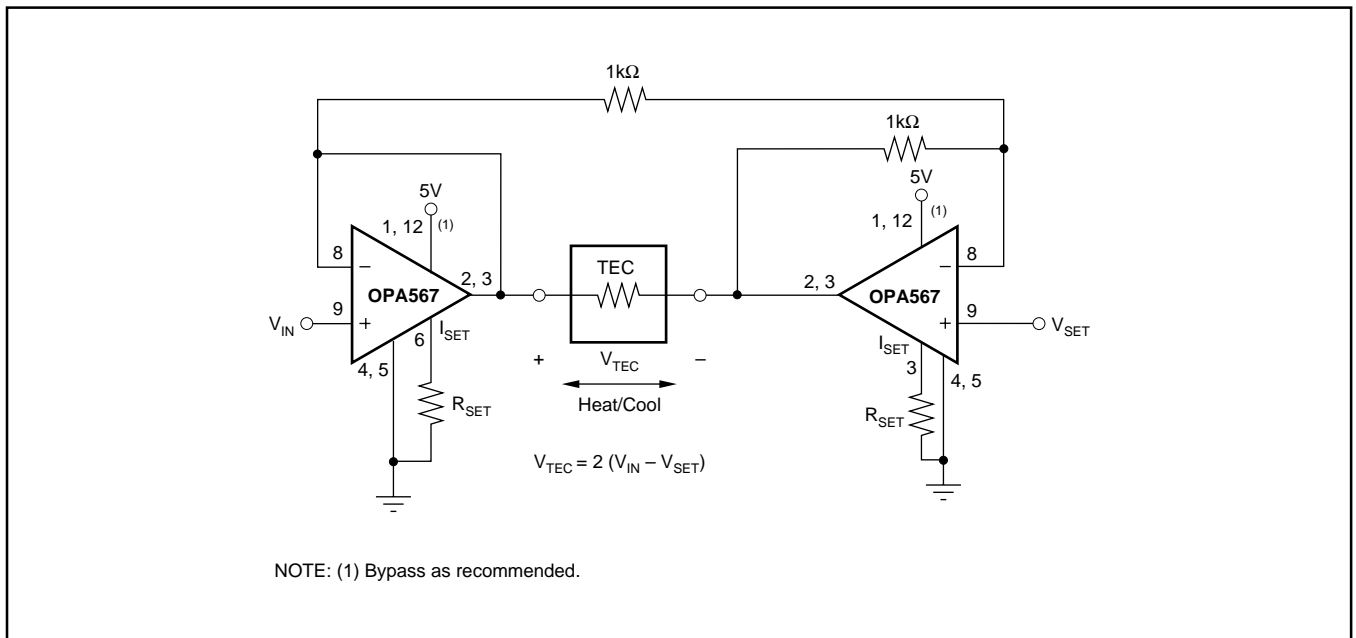 1kΩ
1kΩ
5V
5V
1, 12
(1)
1, 12
(1)
8
–
TEC
–
8
2, 3
2, 3
OPA567
OPA567
V_IN
9
+
+
9
V_SET
I_SET
I_SET
6
3
4, 5
4, 5
+
V_TEC
–
Heat/Cool
R_SET
R_SET
V_TEC = 2 (V_IN – V_SET)
NOTE: (1) Bypass as recommended.